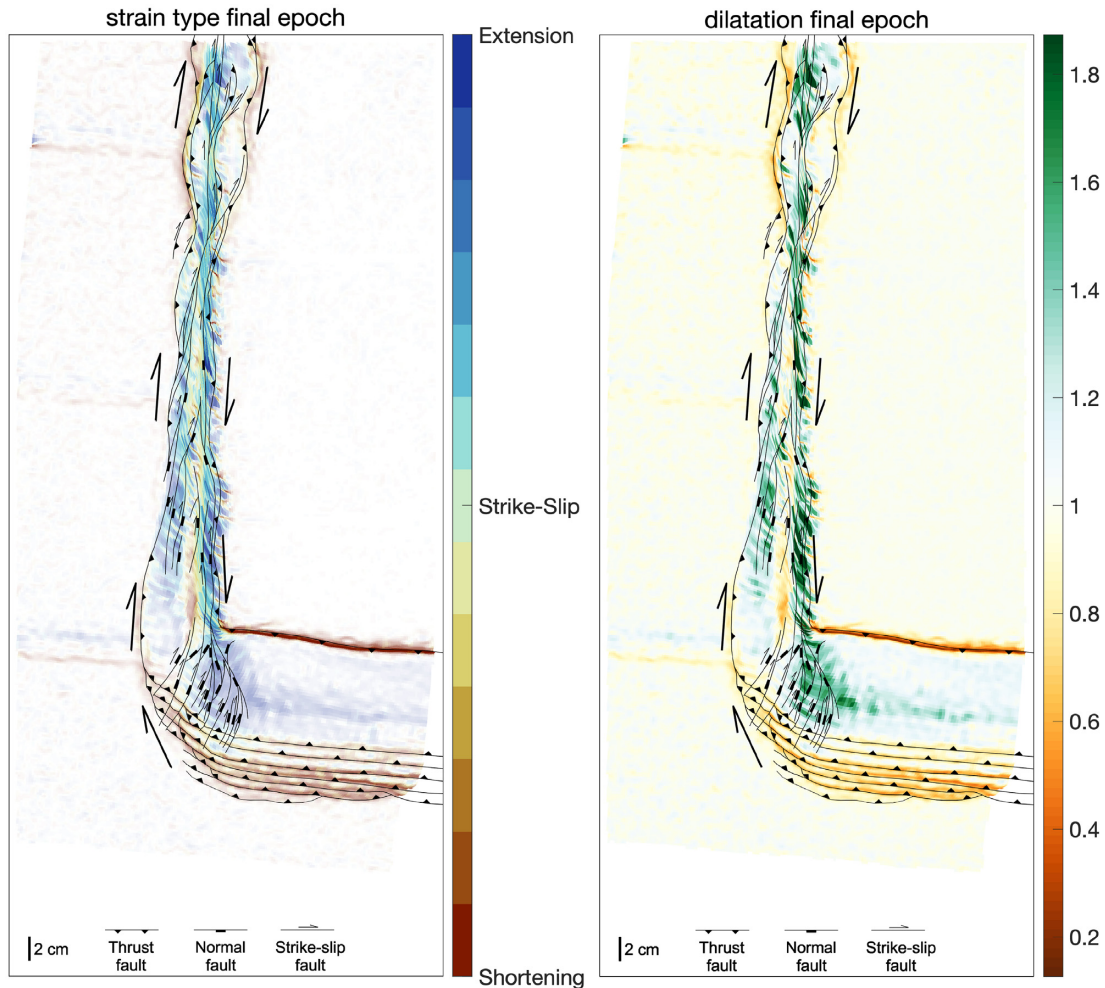 strain type final epoch
dilatation final epoch
Extension
Strike-Slip
Shortening
1.8
1.6
1.4
1.2
1
0.8
0.6
0.4
0.2
2 cm
Thrust
fault
Normal
fault
Strike-slip
fault
2 cm
Thrust
fault
Normal
fault
Strike-slip
fault